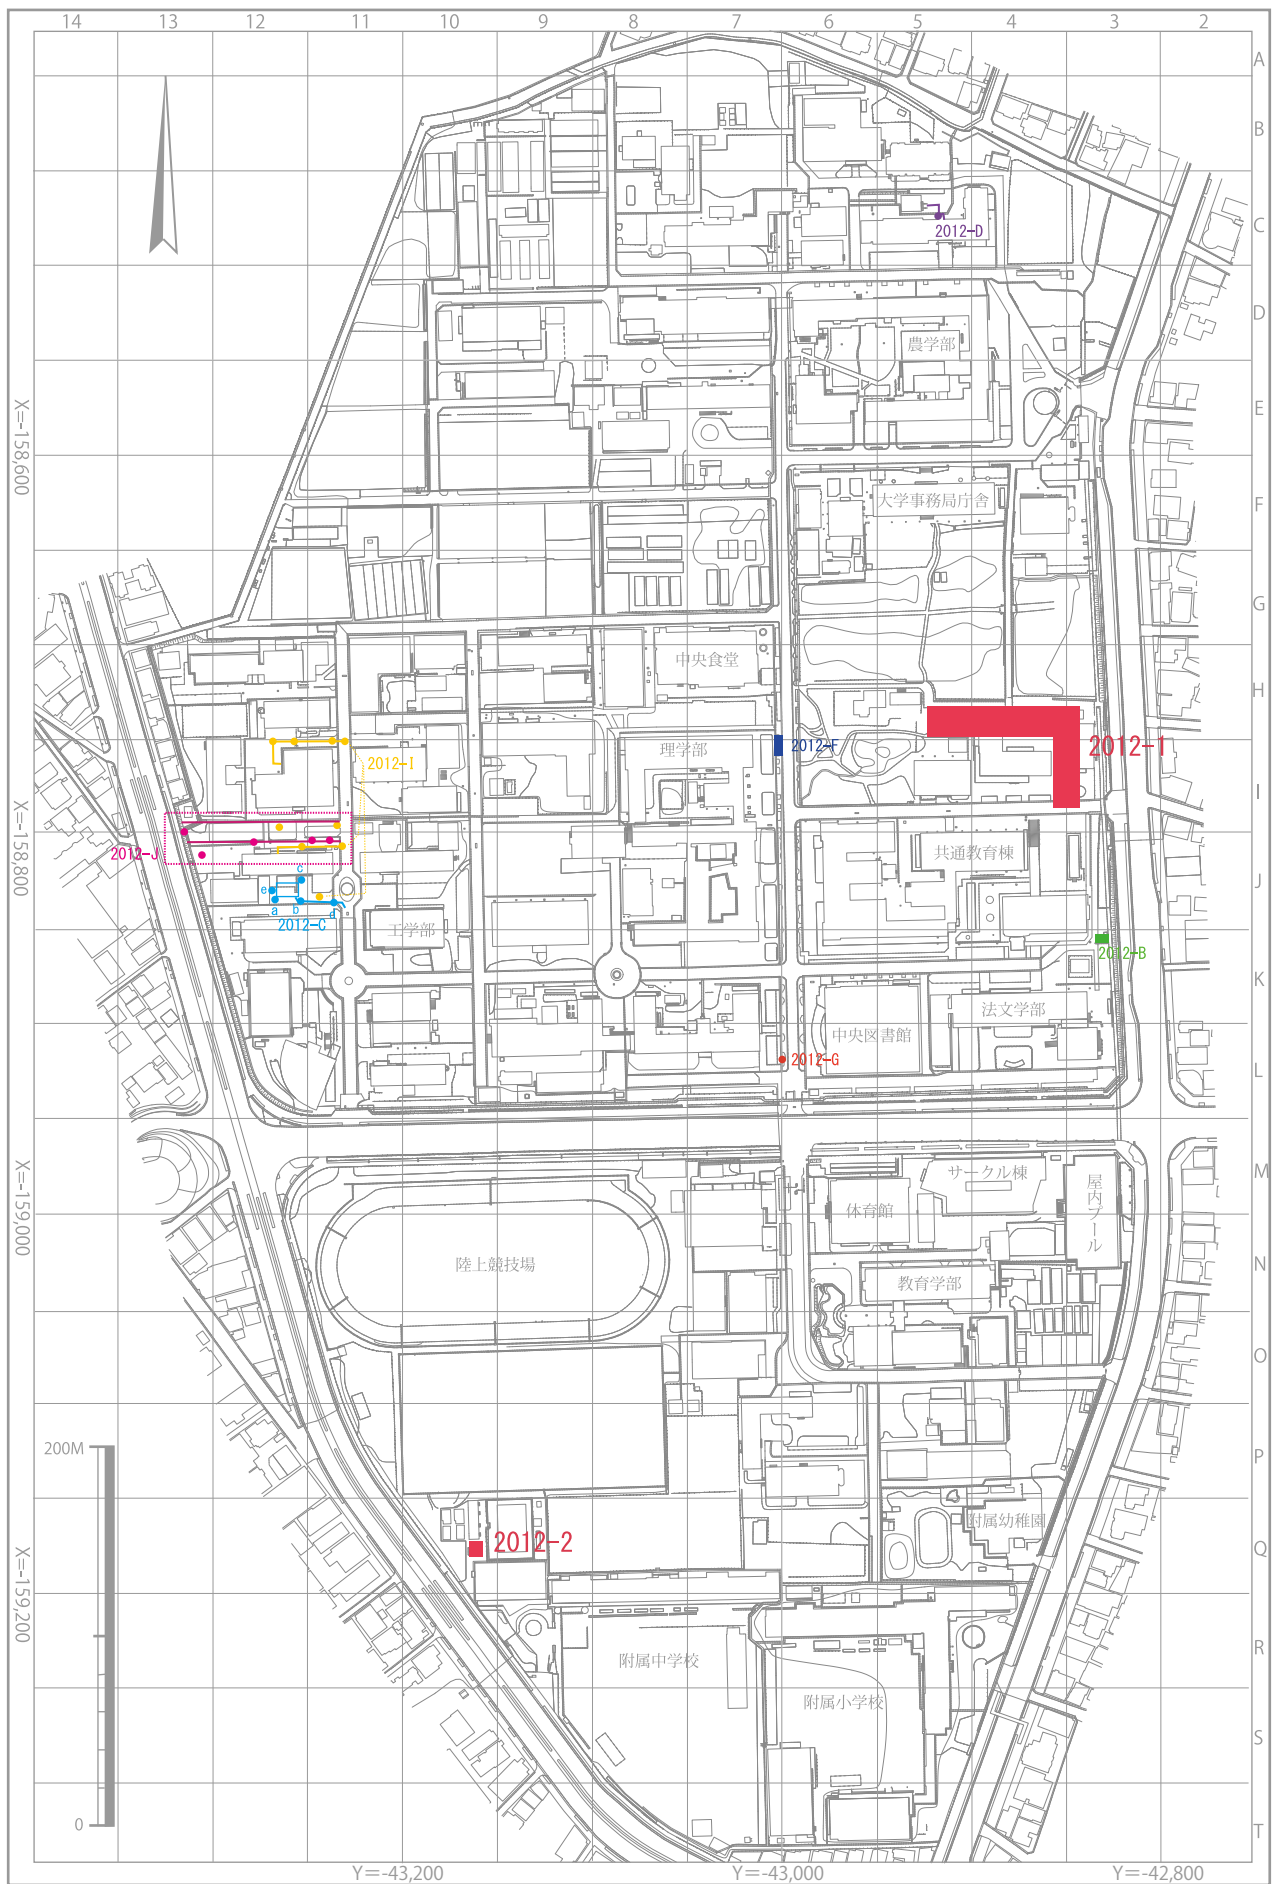 14 13 12 11 10 9 8 7 6 5 4 3 2
A
B
C
2012-D
D
農学部
E
X=-158,600
大学事務局庁舎
F
G
中央食堂
H
2012-F
理学部
2012-1
2012-I
I
X=-158,800
2012-J
共通教育棟
J
c
e
a
b
d
2012-C
工学部
2012-B
K
法文学部
中央図書館
2012-G
L
M
サークル棟
屋内プール
体育館
X=-159,000
陸上競技場
N
教育学部
O
200M
P
附属幼稚園
2012-2
Q
X=-159,200
附属中学校
R
附属小学校
S
0
T
Y=-43,200
Y=-43,000
Y=-42,800